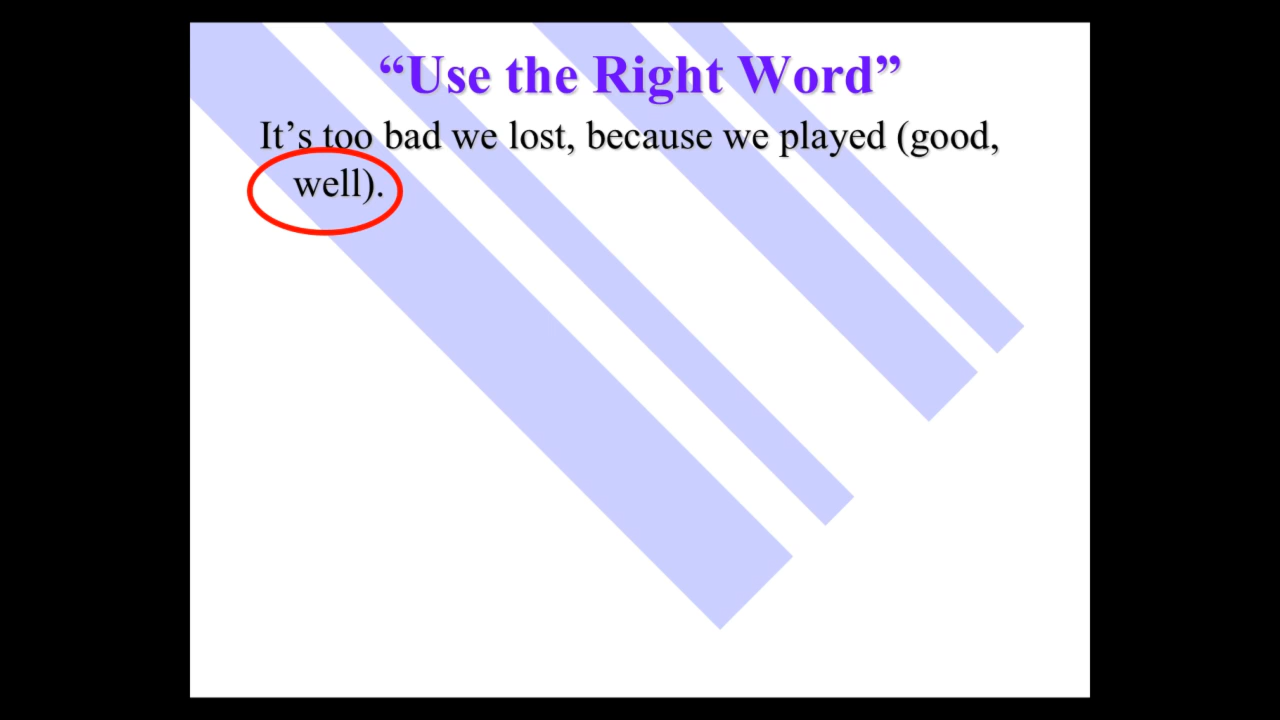 “Use the Right Word”
It’s too bad we lost, because we played (good,
well).